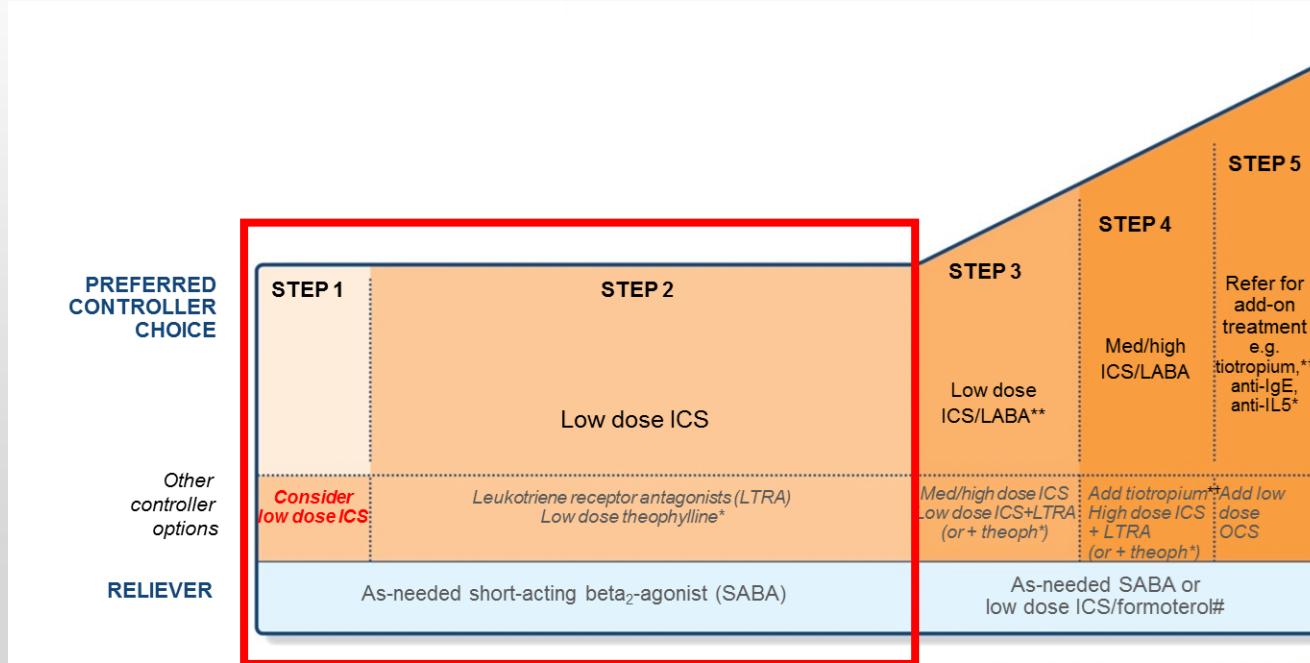 PREFERRED
CONTROLLER
CHOICE
STEP 1
STEP 2
Low dose ICS
STEP 3
Low dose
ICS/LABA**
STEP 4
Med/high
ICS/LABA
STEP 5
Refer for
add-on
treatment
e.g.
tiotropium,**
anti-IgE,
anti-IL5*
Other
controller
options
Consider
low dose ICS
Leukotriene receptor antagonists (LTRA)
Low dose theophylline*
Med/high dose ICS
Low dose ICS+LTRA
(or + theoph*)
Add tiotropium**
High dose ICS
+ LTRA
(or + theoph*)
Add low
dose
OCS
RELIEVER
As-needed short-acting beta₂-agonist (SABA)
As-needed SABA or
low dose ICS/formoterol#